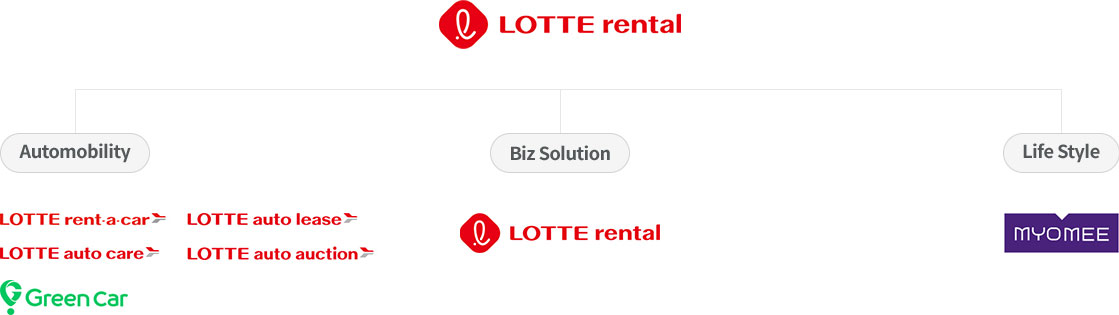 LOTTE rental
Automobility
Biz Solution
Life Style
LOTTE rent·a·car
LOTTE auto lease
LOTTE auto care
LOTTE auto auction
Green Car
LOTTE rental
MYOMEE